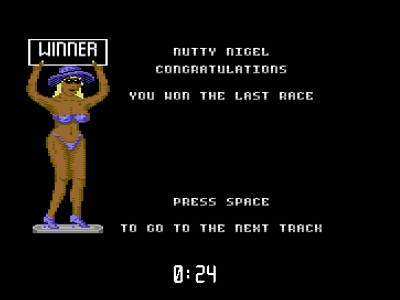 WINNER
NUTTY NIGEL
CONGRATULATIONS
YOU WON THE LAST RACE
PRESS SPACE
TO GO TO THE NEXT TRACK
0:24